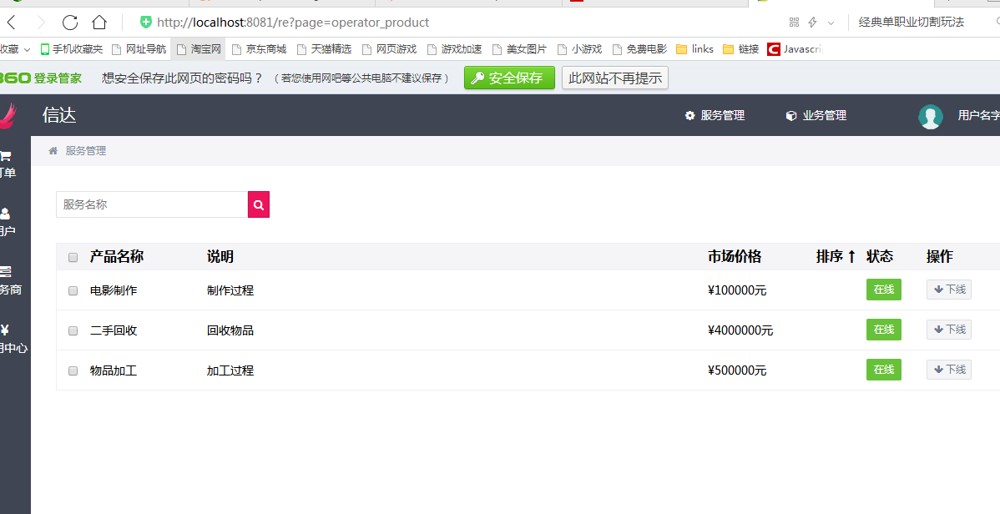 http://localhost:8081/re?page=operator_product 经典单职业切割玩法
收藏 手机收藏夹 网址导航 淘宝网 京东商城 天猫精选 网页游戏 游戏加速 美女图片 小游戏 免费电影 links 链接 Javascri
360 登录管家 想安全保存此网页的密码吗？ （若您使用网吧等公共电脑不建议保存） 安全保存 此网站不再提示
信达 服务管理 业务管理 用户名字
服务管理
订单
用户
务商
用中心
服务名称
产品名称 说明 市场价格 排序 状态 操作
电影制作 制作过程 ¥100000元 在线 下线
二手回收 回收物品 ¥4000000元 在线 下线
物品加工 加工过程 ¥500000元 在线 下线